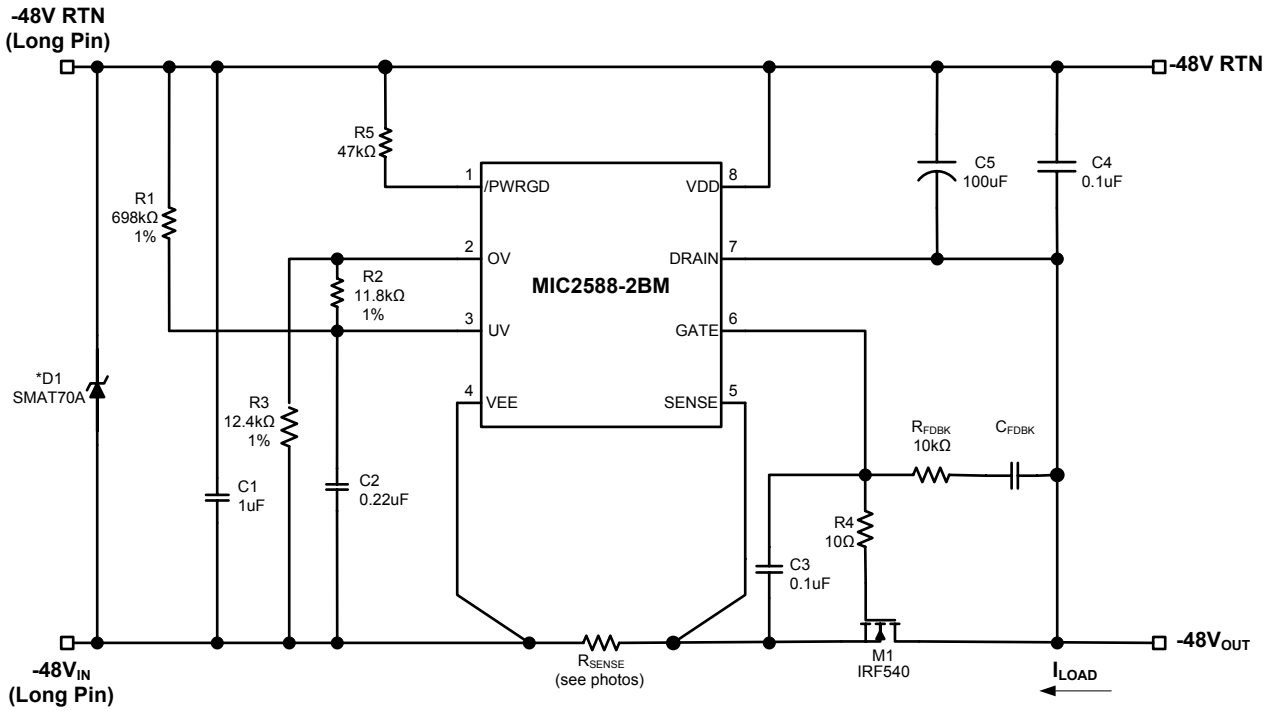 -48V RTN
(Long Pin)
-48V RTN
R5
47kΩ
C5
100uF
C4
0.1uF
1
/PWRGD
VDD
8
R1
698kΩ
1%
2
OV
DRAIN
7
R2
11.8kΩ
1%
MIC2588-2BM
3
UV
GATE
6
*D1
SMAT70A
4
VEE
SENSE
5
R3
12.4kΩ
1%
RFDBK
10kΩ
CFDBK
C1
1uF
C2
0.22uF
R4
10Ω
C3
0.1uF
-48VIN
(Long Pin)
RSENSE
(see photos)
M1
IRF540
-48VOUT
ILOAD